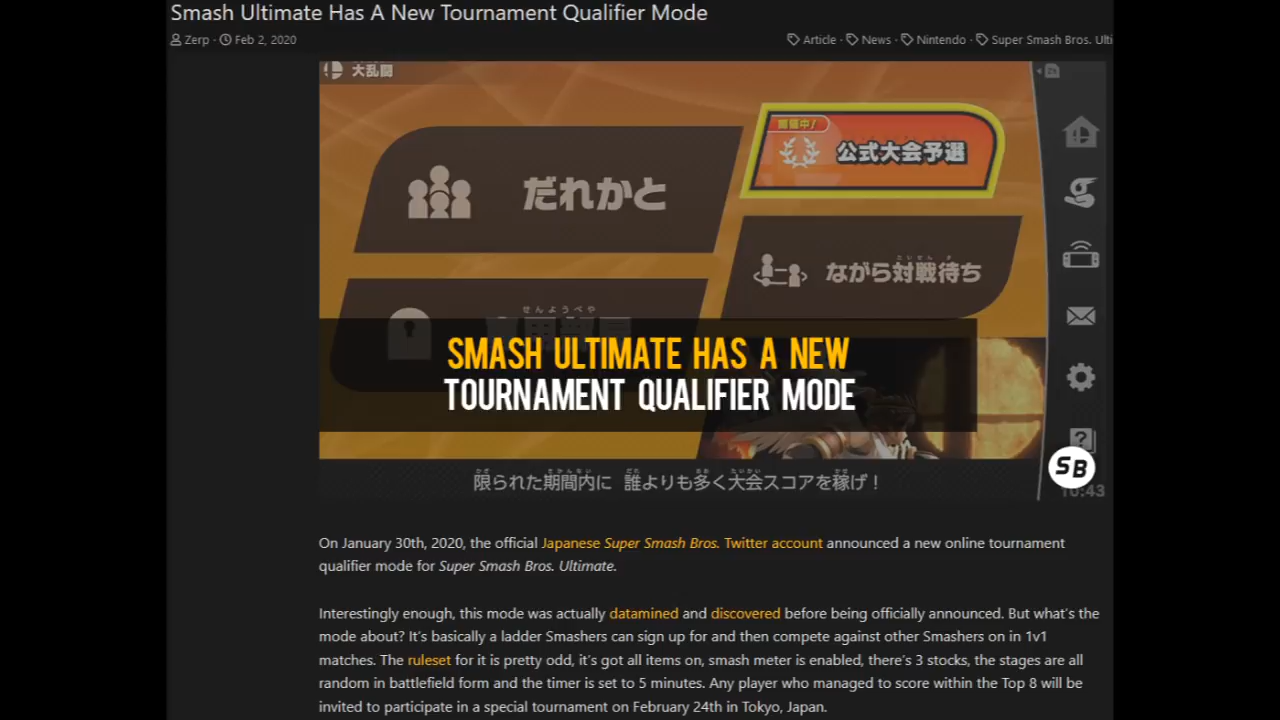 Smash Ultimate Has A New Tournament Qualifier Mode
Zerp · Feb 2, 2020
Article · News · Nintendo · Super Smash Bros. Ulti
大乱闘
開催中!
公式大会予選
だれかと
たいせん ま
ながら対戦待ち
せんようべや
SMASH ULTIMATE HAS A NEW
TOURNAMENT QUALIFIER MODE
?
SB
10:43
限られた期間内に 誰よりも多く大会スコアを稼げ!
On January 30th, 2020, the official Japanese Super Smash Bros. Twitter account announced a new online tournament
qualifier mode for Super Smash Bros. Ultimate.
Interestingly enough, this mode was actually datamined and discovered before being officially announced. But what's the
mode about? It's basically a ladder Smashers can sign up for and then compete against other Smashers on in 1v1
matches. The ruleset for it is pretty odd, it's got all items on, smash meter is enabled, there's 3 stocks, the stages are all
random in battlefield form and the timer is set to 5 minutes. Any player who managed to score within the Top 8 will be
invited to participate in a special tournament on February 24th in Tokyo, Japan.